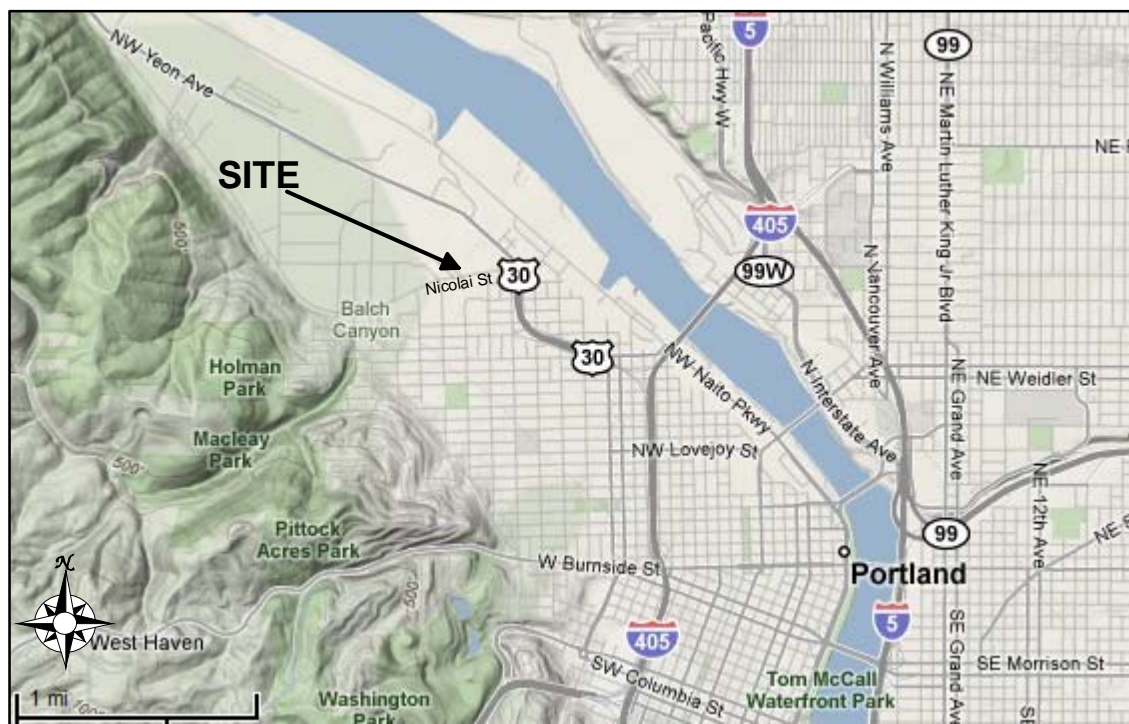 NW Yeon Ave
Pacific Hwy W
5
N Williams Ave
99
NE Martin Luther King Jr Blvd
NE
SITE
500'
405
99W
N Vancouver Ave
Nicolai St
30
Balch
Canyon
30
Holman
Park
NW Naito Pkwy
N Interstate Ave
NE Grand Ave
NE Weidler St
Macleay
Park
500'
NW Lovejoy St
NE 12th Ave
Pittock
Acres Park
99
NE
W Burnside St
Portland
N
500'
West Haven
405
5
SE Grand Ave
SW Columbia St
SE Morrison St
Tom McCall
Waterfront Park
1 mi
Washington
Park
SE